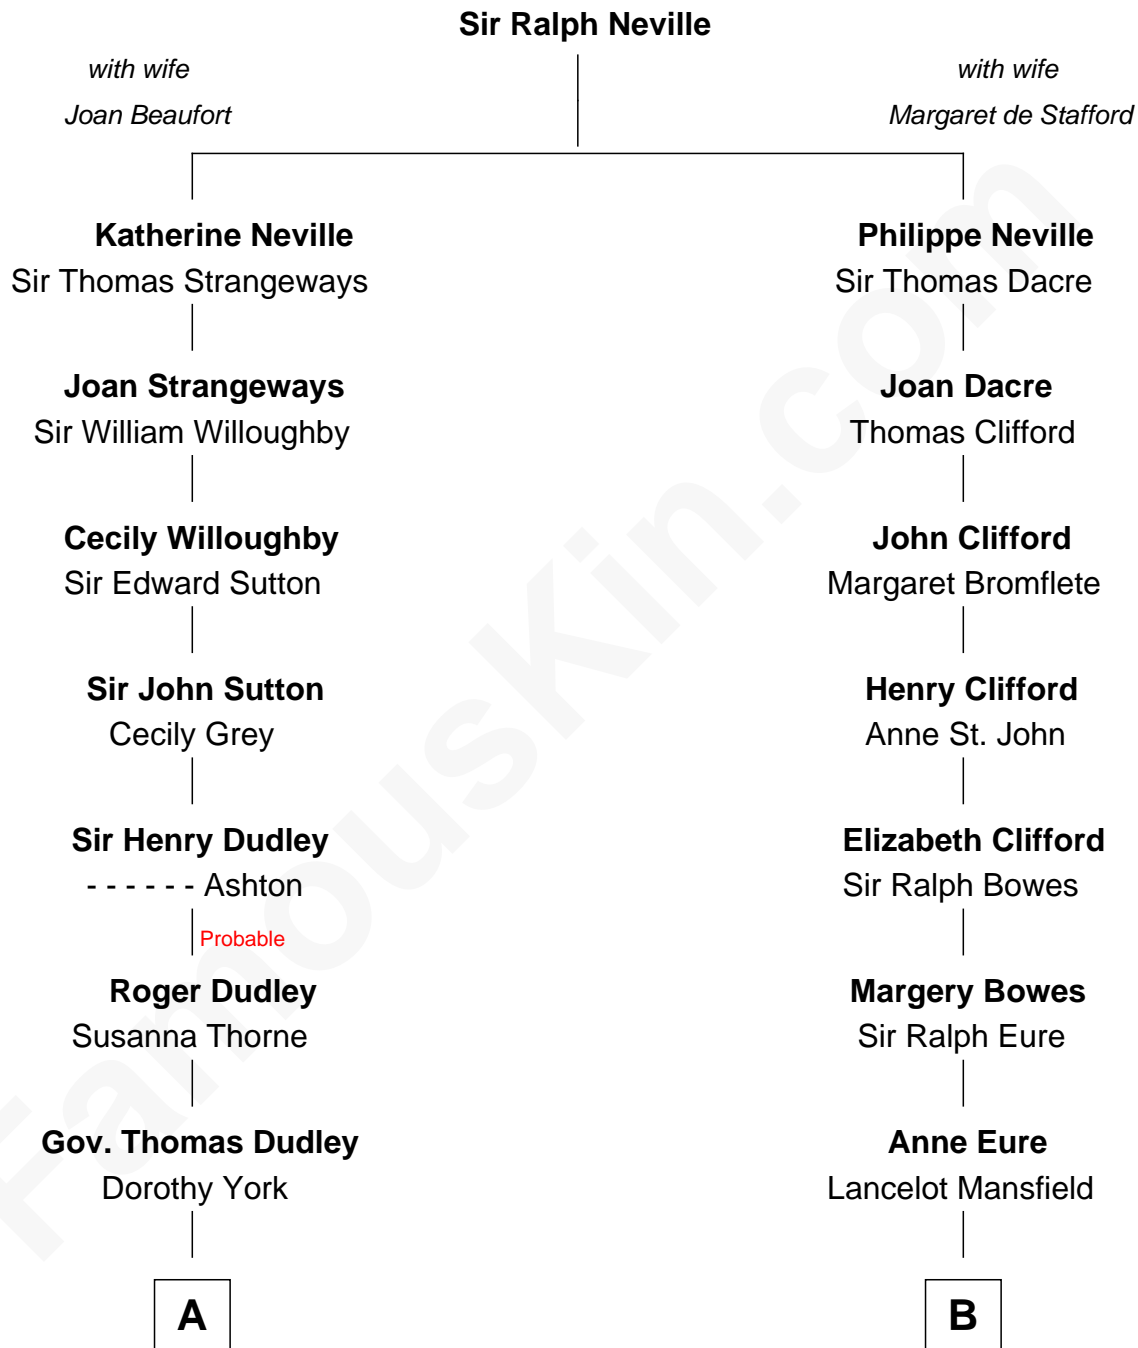 Sir Ralph Neville
with wife
Joan Beaufort
with wife
Margaret de Stafford
Katherine Neville
Sir Thomas Strangeways
Joan Strangeways
Sir William Willoughby
Cecily Willoughby
Sir Edward Sutton
Sir John Sutton
Cecily Grey
Sir Henry Dudley
- - - - - - Ashton
Probable
Roger Dudley
Susanna Thorne
Gov. Thomas Dudley
Dorothy York
A
Philippe Neville
Sir Thomas Dacre
Joan Dacre
Thomas Clifford
John Clifford
Margaret Bromflete
Henry Clifford
Anne St. John
Elizabeth Clifford
Sir Ralph Bowes
Margery Bowes
Sir Ralph Eure
Anne Eure
Lancelot Mansfield
B
FamousKin.com